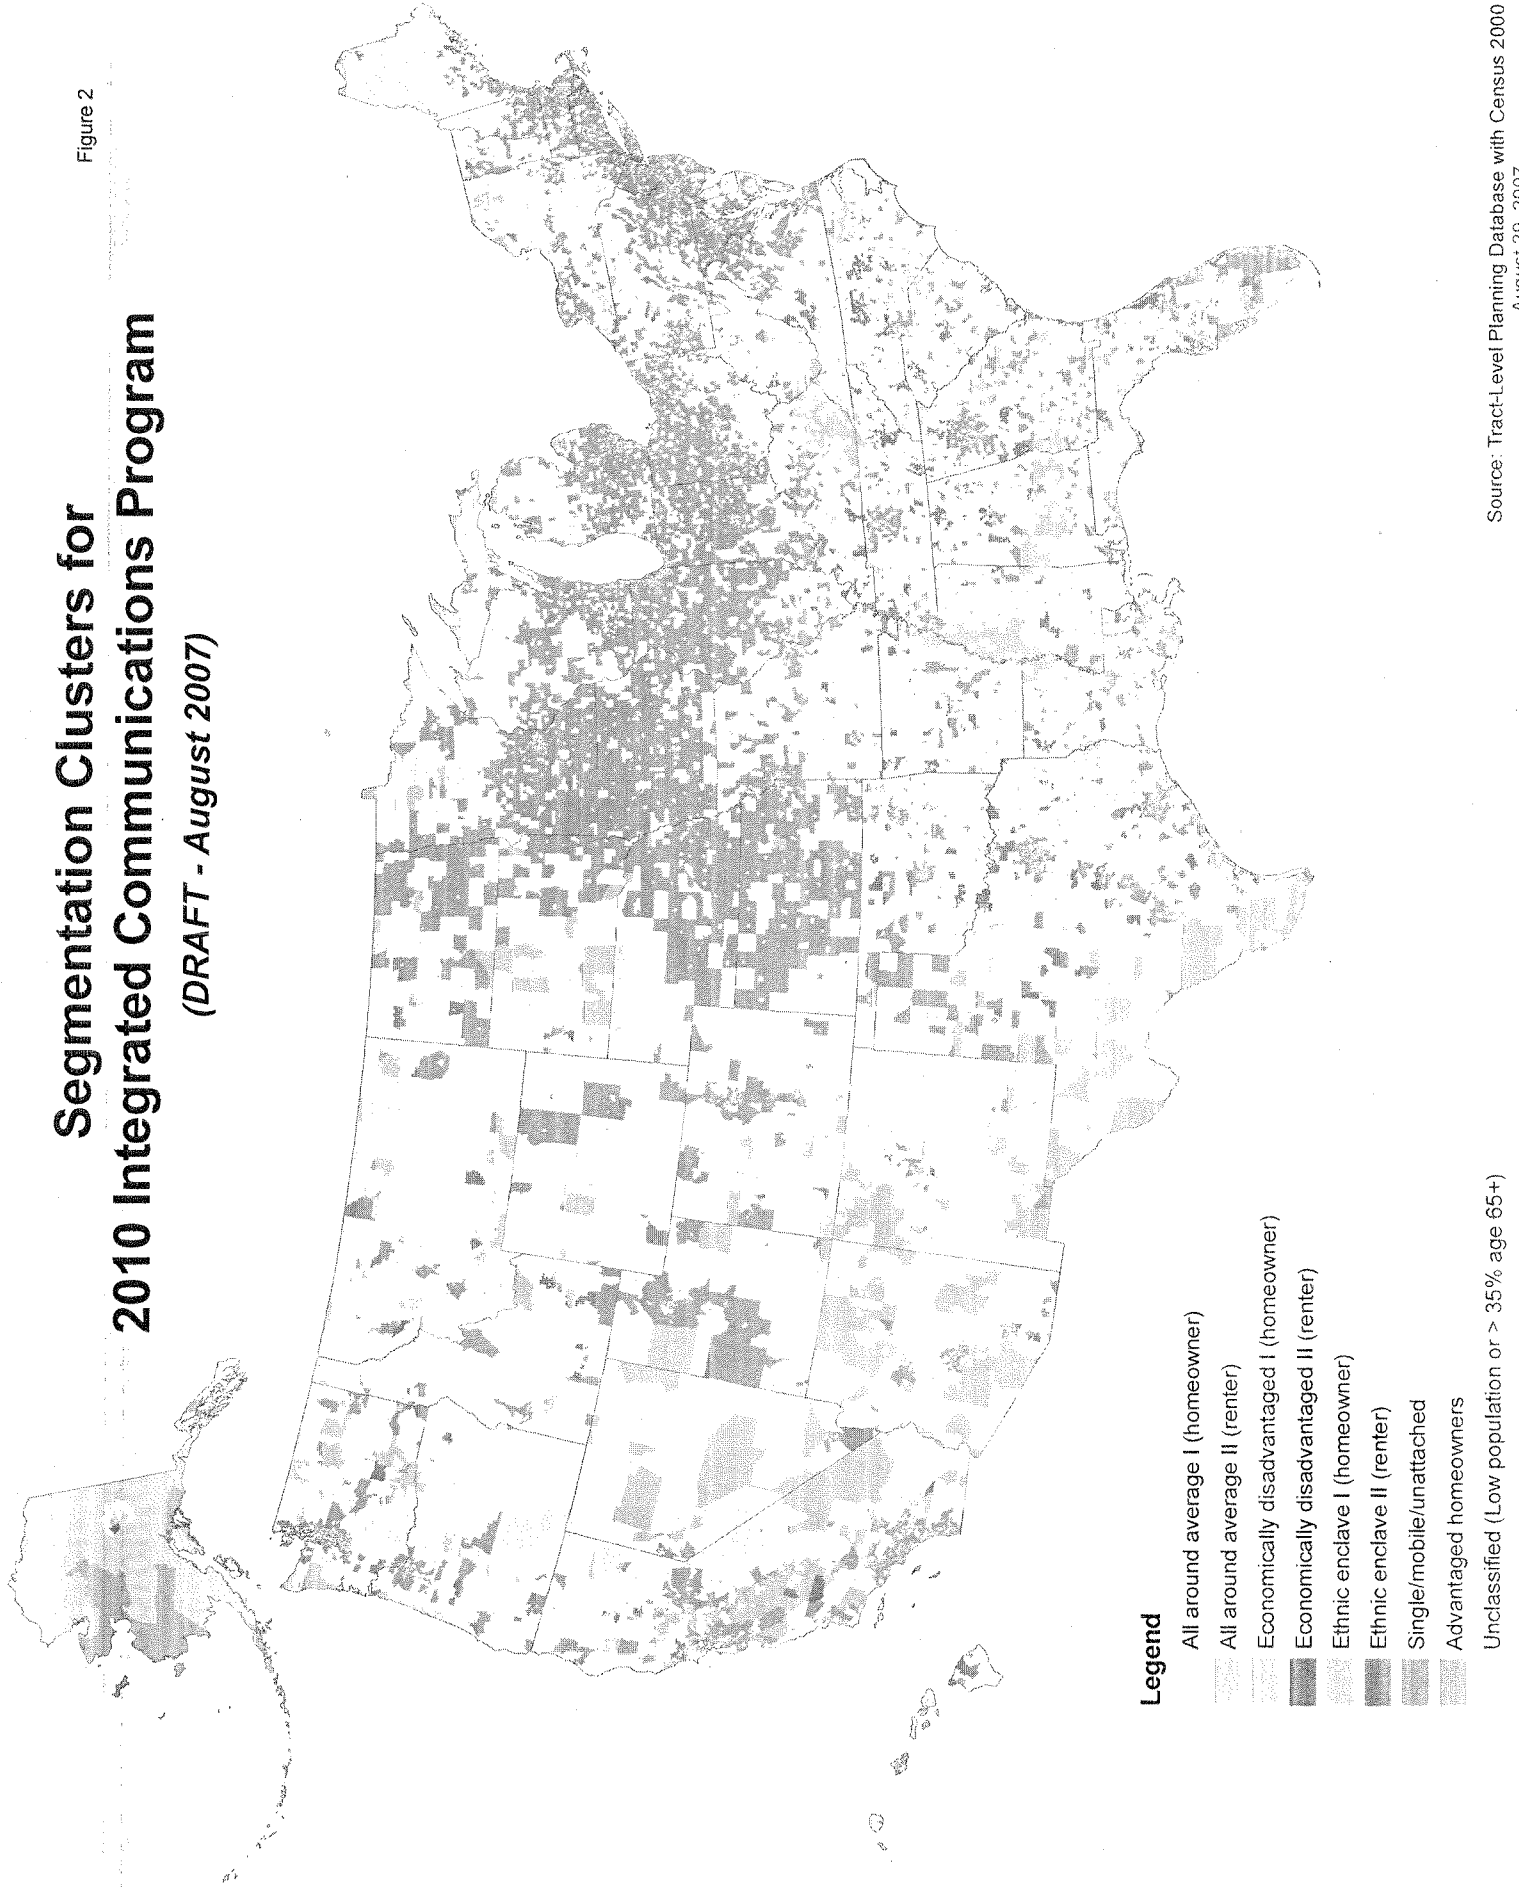 Figure 2
Segmentation Clusters for
2010 Integrated Communications Program
(DRAFT - August 2007)
Legend
All around average I (homeowner)
All around average II (renter)
Economically disadvantaged I (homeowner)
Economically disadvantaged II (renter)
Ethnic enclave I (homeowner)
Ethnic enclave II (renter)
Single/mobile/unattached
Advantaged homeowners
Unclassified (Low population or > 35% age 65+)
Source: Tract-Level Planning Database with Census 2000